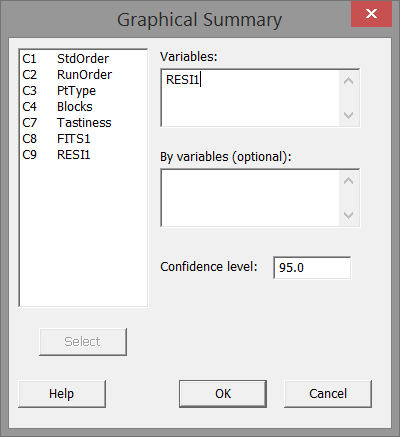 Graphical Summary
C1 StdOrder
C2 RunOrder
C3 PtType
C4 Blocks
C7 Tastiness
C8 FITS1
C9 RESI1
Variables:
RESI1
By variables (optional):
Confidence level: 95.0
Select
Help
OK
Cancel